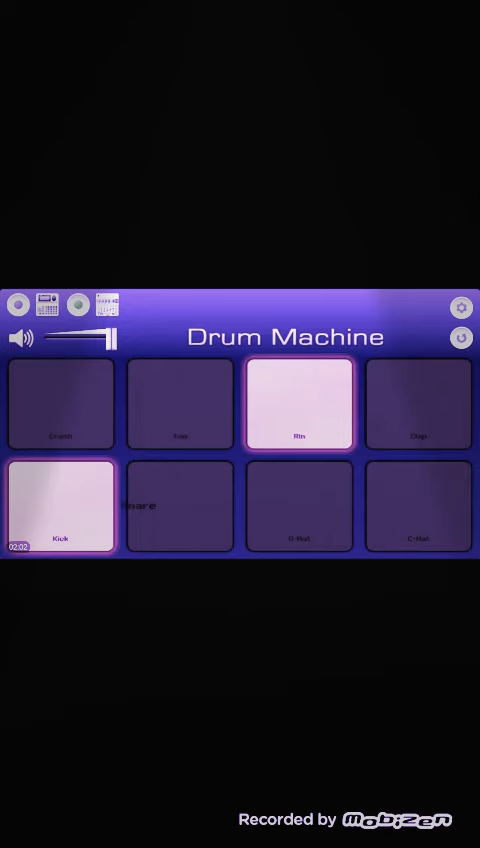 Drum Machine
Crash
Tom
Rim
Clap
Kick
Snare
O-Hat
C-Hat
02:02
Recorded by Mobizen